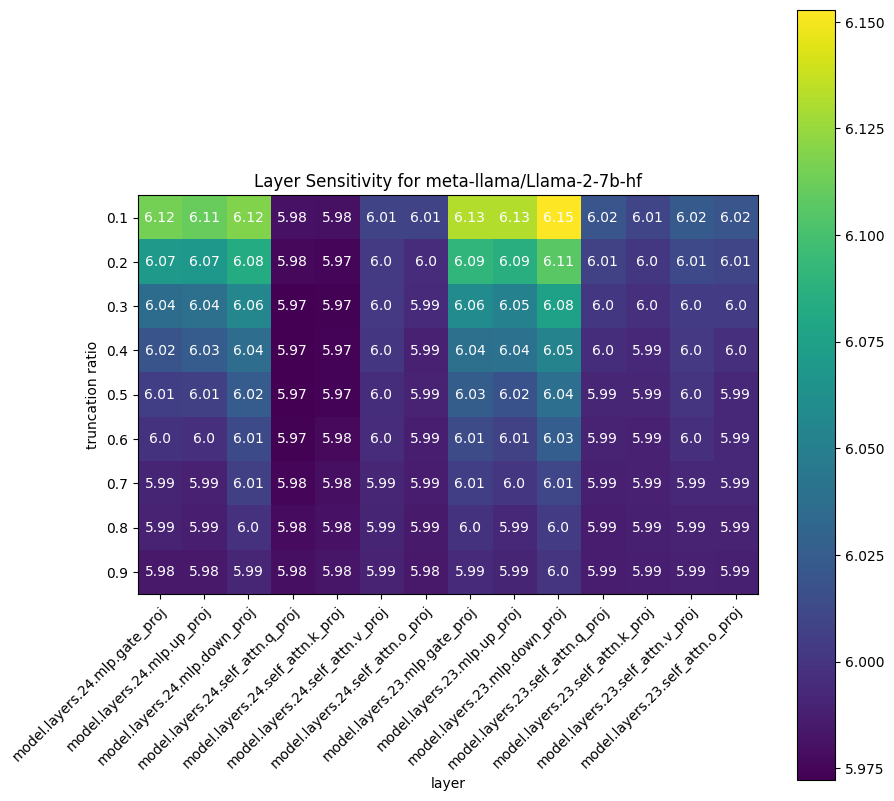 Layer Sensitivity for meta-llama/Llama-2-7b-hf
truncation ratio
0.1 6.12 6.11 6.12 5.98 5.98 6.01 6.01 6.13 6.13 6.15 6.02 6.01 6.02 6.02
0.2 6.07 6.07 6.08 5.98 5.97 6.0 6.0 6.09 6.09 6.11 6.01 6.0 6.01 6.01
0.3 6.04 6.04 6.06 5.97 5.97 6.0 5.99 6.06 6.05 6.08 6.0 6.0 6.0 6.0
0.4 6.02 6.03 6.04 5.97 5.97 6.0 5.99 6.04 6.04 6.05 6.0 5.99 6.0 6.0
0.5 6.01 6.01 6.02 5.97 5.97 6.0 5.99 6.03 6.02 6.04 5.99 5.99 6.0 5.99
0.6 6.0 6.0 6.01 5.97 5.98 6.0 5.99 6.01 6.01 6.03 5.99 5.99 6.0 5.99
0.7 5.99 5.99 6.01 5.98 5.98 5.99 5.99 6.01 6.0 6.01 5.99 5.99 5.99 5.99
0.8 5.99 5.99 6.0 5.98 5.98 5.99 5.99 6.0 5.99 6.0 5.99 5.99 5.99 5.99
0.9 5.98 5.98 5.99 5.98 5.98 5.99 5.98 5.99 5.99 6.0 5.99 5.99 5.99 5.99
model.layers.24.mlp.gate_proj
model.layers.24.mlp.up_proj
model.layers.24.mlp.down_proj
model.layers.24.self_attn.q_proj
model.layers.24.self_attn.k_proj
model.layers.24.self_attn.v_proj
model.layers.24.self_attn.o_proj
model.layers.23.mlp.gate_proj
model.layers.23.mlp.up_proj
model.layers.23.mlp.down_proj
model.layers.23.self_attn.q_proj
model.layers.23.self_attn.k_proj
model.layers.23.self_attn.v_proj
model.layers.23.self_attn.o_proj
layer
6.150
6.125
6.100
6.075
6.050
6.025
6.000
5.975